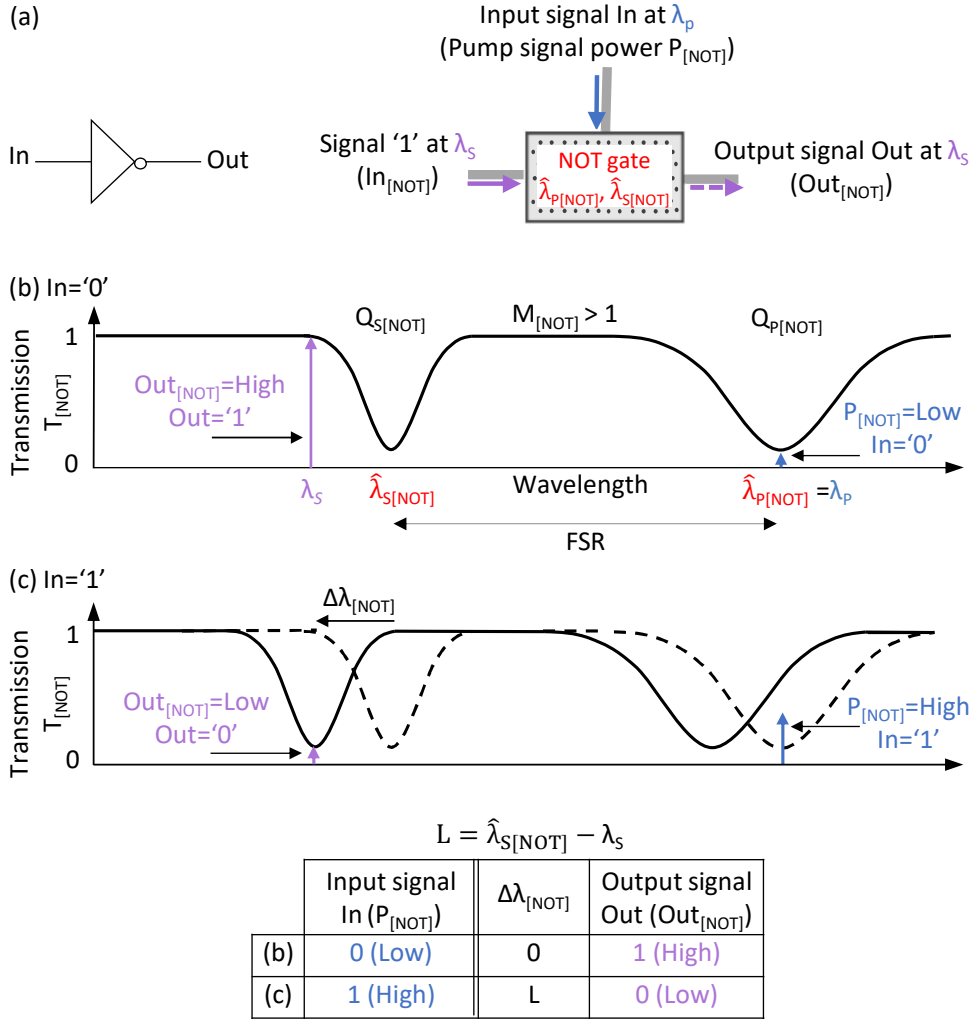 (a)
In
Out
Input signal In at λp
(Pump signal power P[NOT])
Signal '1' at λS
(In[NOT])
NOT gate
λ̂P[NOT], λ̂S[NOT]
Output signal Out at λS
(Out[NOT])
(b) In='0'
Transmission
T[NOT]
1
0
QS[NOT]
M[NOT] > 1
QP[NOT]
Out[NOT]=High
Out='1'
P[NOT]=Low
In='0'
λS
λ̂S[NOT]
Wavelength
λ̂P[NOT] =λP
FSR
(c) In='1'
Δλ[NOT]
Transmission
T[NOT]
1
0
Out[NOT]=Low
Out='0'
P[NOT]=High
In='1'
L = λ̂S[NOT] − λS
Input signal
In (P[NOT])
Δλ[NOT]
Output signal
Out (Out[NOT])
(b) 0 (Low) 0 1 (High)
(c) 1 (High) L 0 (Low)